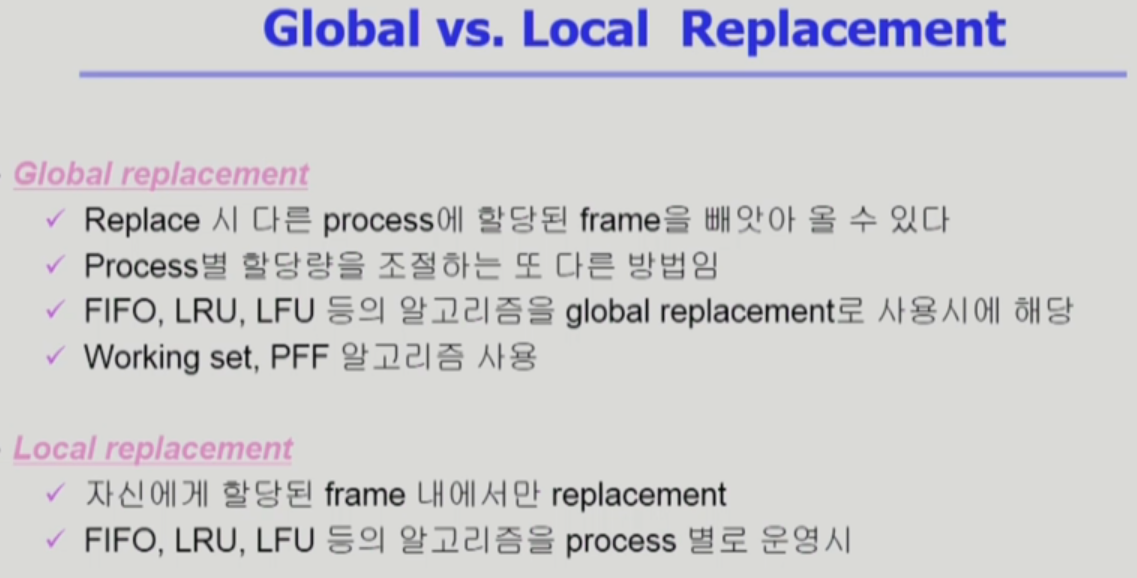 Global vs. Local Replacement
Global replacement
✓ Replace 시 다른 process에 할당된 frame을 빼앗아 올 수 있다
✓ Process별 할당량을 조절하는 또 다른 방법임
✓ FIFO, LRU, LFU 등의 알고리즘을 global replacement로 사용시에 해당
✓ Working set, PFF 알고리즘 사용
Local replacement
✓ 자신에게 할당된 frame 내에서만 replacement
✓ FIFO, LRU, LFU 등의 알고리즘을 process 별로 운영시